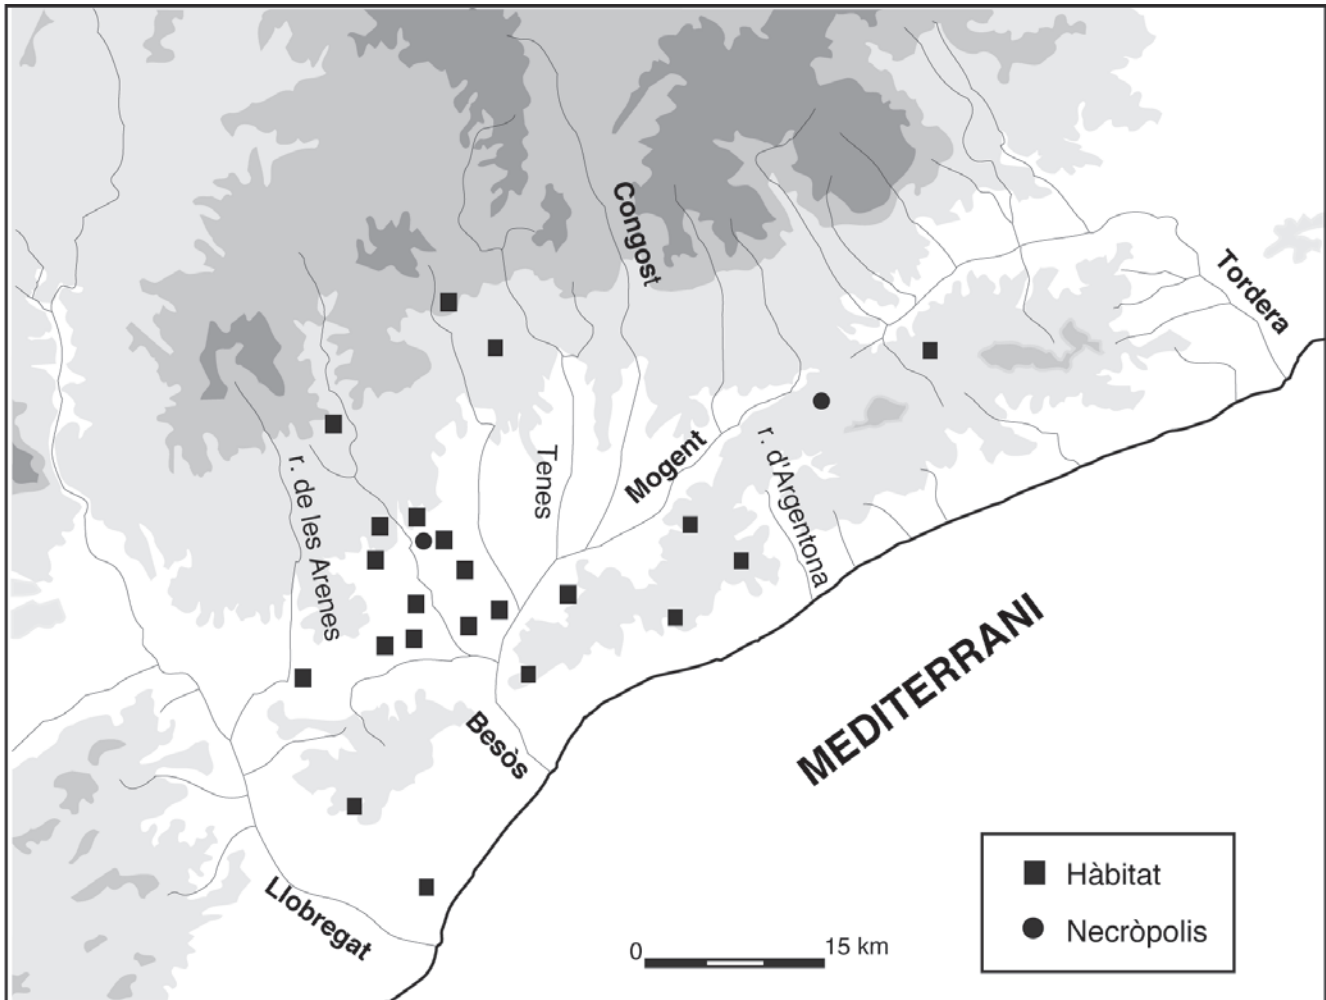 Congost
Tordera
Tenes
Mogent
r. d'Argentona
r. de les Arenes
MEDITERRANI
Besòs
Llobregat
Hàbitat
Necròpolis
0 15 km